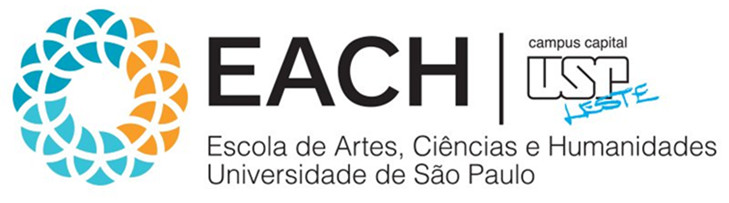 EACH
campus capital
USP
LESTE
Escola de Artes, Ciências e Humanidades
Universidade de São Paulo